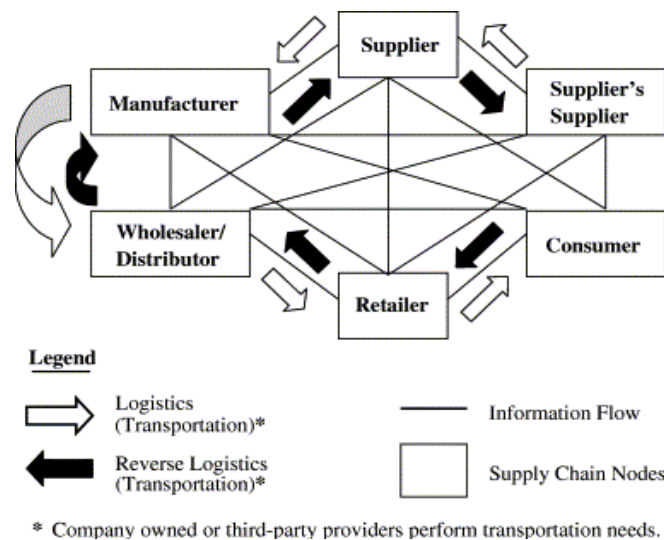 Supplier
Manufacturer
Supplier's
Supplier
Wholesaler/
Distributor
Consumer
Retailer
Legend
Logistics
(Transportation)*
Information Flow
Reverse Logistics
(Transportation)*
Supply Chain Nodes
* Company owned or third-party providers perform transportation needs.